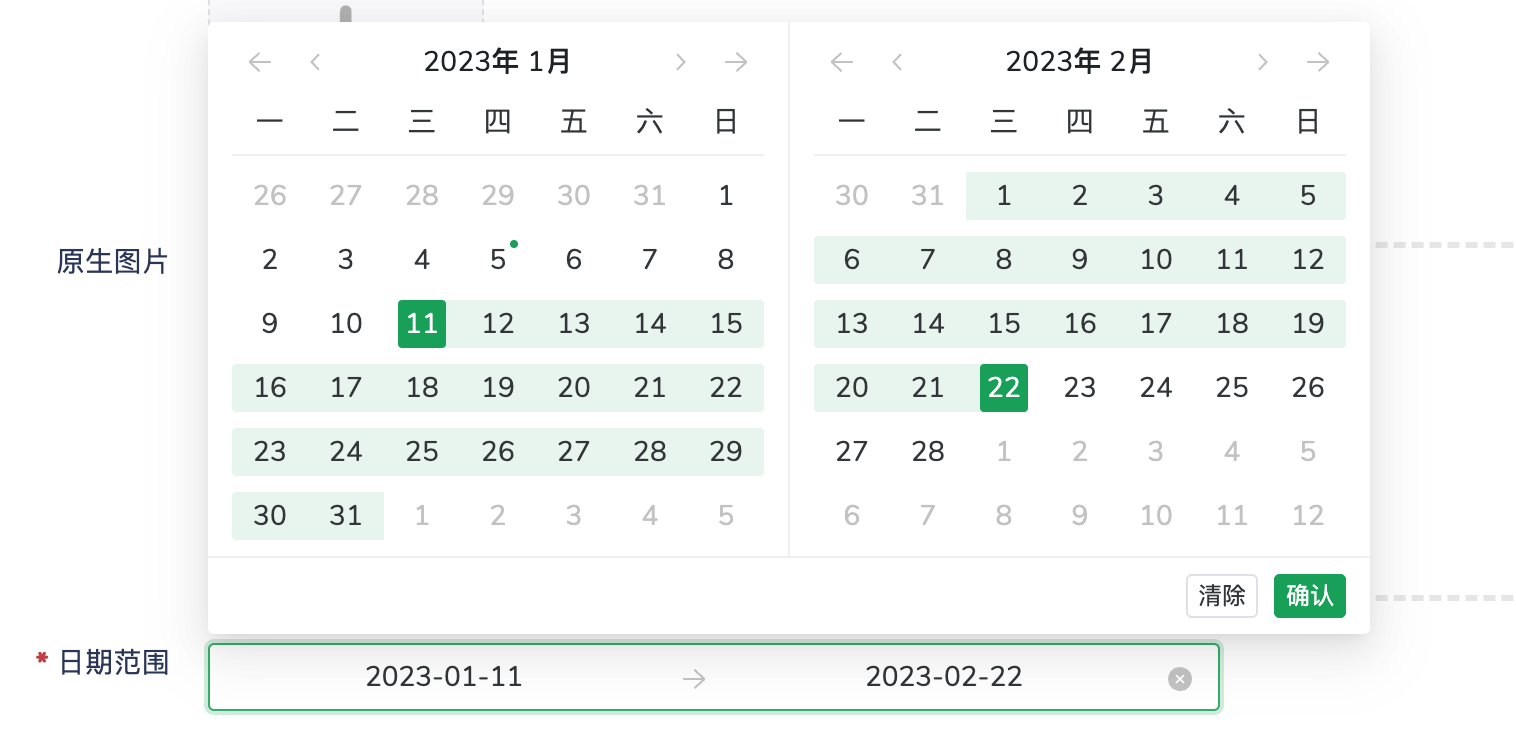 2023年 1月
一 二 三 四 五 六 日
26 27 28 29 30 31 1
2 3 4 5 6 7 8
9 10 11 12 13 14 15
16 17 18 19 20 21 22
23 24 25 26 27 28 29
30 31 1 2 3 4 5
2023年 2月
一 二 三 四 五 六 日
30 31 1 2 3 4 5
6 7 8 9 10 11 12
13 14 15 16 17 18 19
20 21 22 23 24 25 26
27 28 1 2 3 4 5
6 7 8 9 10 11 12
清除 确认
原生图片
* 日期范围
2023-01-11 → 2023-02-22